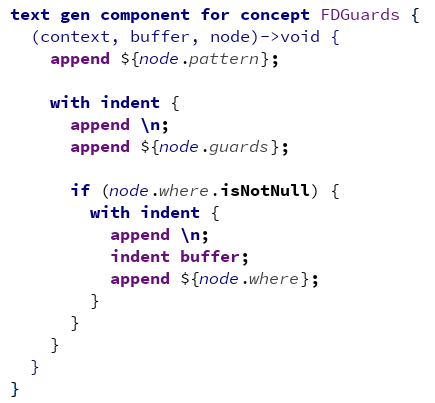 text gen component for concept FDGuards {
  (context, buffer, node)->void {
    append ${node.pattern};

    with indent {
      append \n;
      append ${node.guards};

      if (node.where.isNotNull) {
        with indent {
          append \n;
          indent buffer;
          append ${node.where};
        }
      }
    }
  }
}